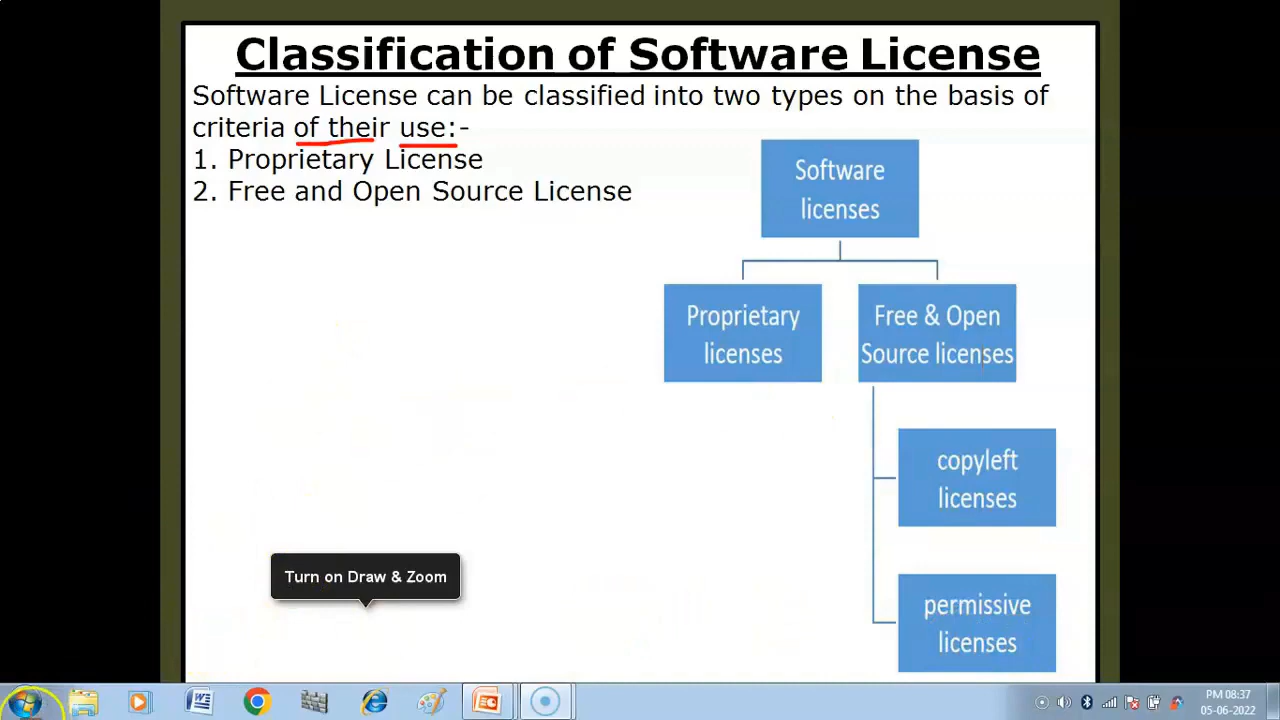 Classification of Software License
Software License can be classified into two types on the basis of
criteria of their use:-
1. Proprietary License
2. Free and Open Source License
Software
licenses
Proprietary
licenses
Free & Open
Source licenses
copyleft
licenses
permissive
licenses
Turn on Draw & Zoom
PM 08:37
05-06-2022